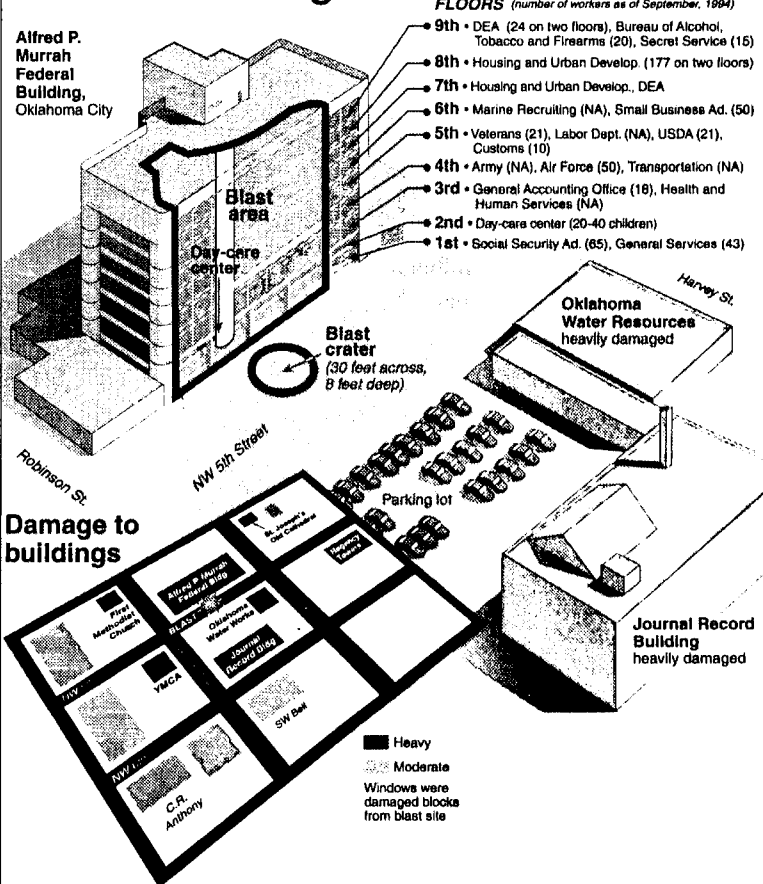 FLOORS (number of workers as of September, 1994)
Alfred P.
Murrah
Federal
Building,
Oklahoma City
9th • DEA (24 on two floors), Bureau of Alcohol,
Tobacco and Firearms (20), Secret Service (15)
8th • Housing and Urban Develop. (177 on two floors)
7th • Housing and Urban Develop., DEA
6th • Marine Recruiting (NA), Small Business Ad. (50)
5th • Veterans (21), Labor Dept. (NA), USDA (21),
Customs (10)
4th • Army (NA), Air Force (50), Transportation (NA)
3rd • General Accounting Office (18), Health and
Human Services (NA)
2nd • Day-care center (20-40 children)
1st • Social Security Ad. (65), General Services (43)
Blast
area
Day-care
center
Blast
crater
(30 feet across,
8 feet deep)
Harvey St.
Oklahoma
Water Resources
heavily damaged
Robinson St.
NW 5th Street
Parking lot
Journal Record
Building
heavily damaged
Damage to
buildings
St. Joseph's
Old Cathedral
Alfred P. Murrah
Federal Bldg
Regency
Towers
First
Methodist
Church
BLAST
Oklahoma
Water Works
Journal
Record Bldg
NW
YMCA
SW Bell
NW
C.R.
Anthony
Heavy
Moderate
Windows were
damaged blocks
from blast site